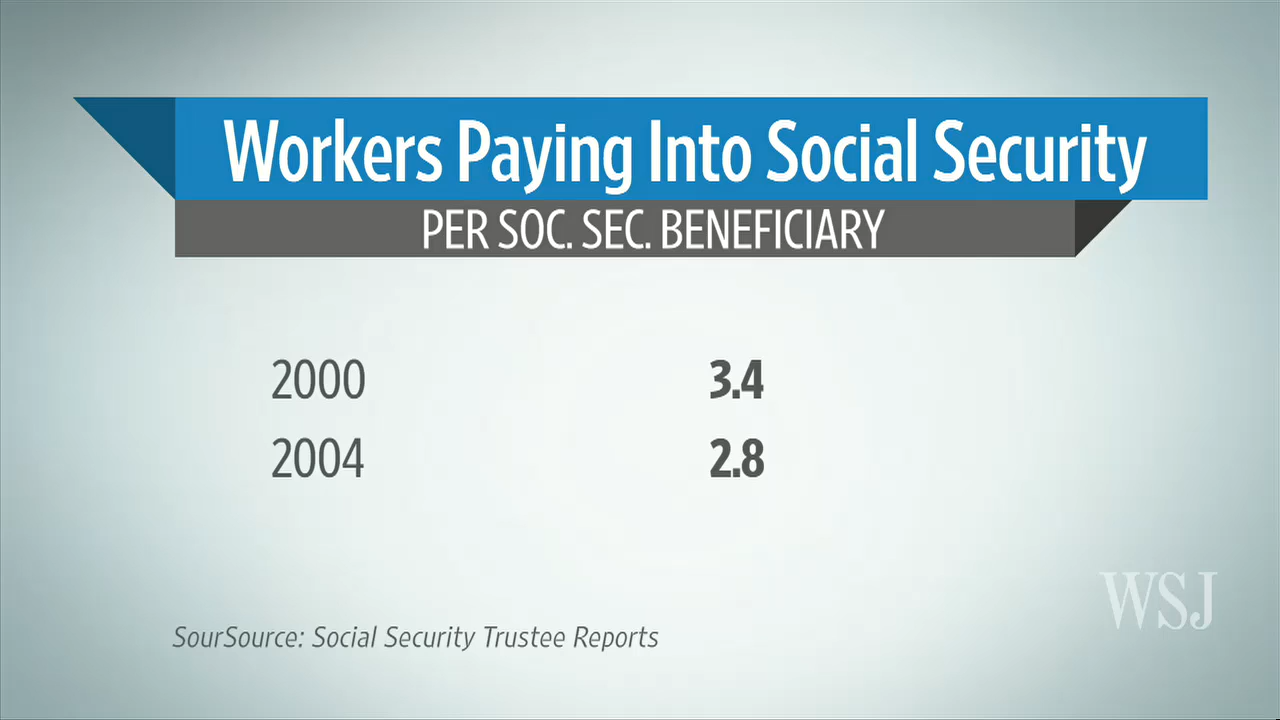 Workers Paying Into Social Security
PER SOC. SEC. BENEFICIARY
2000 3.4
2004 2.8
WSJ
SourSource: Social Security Trustee Reports